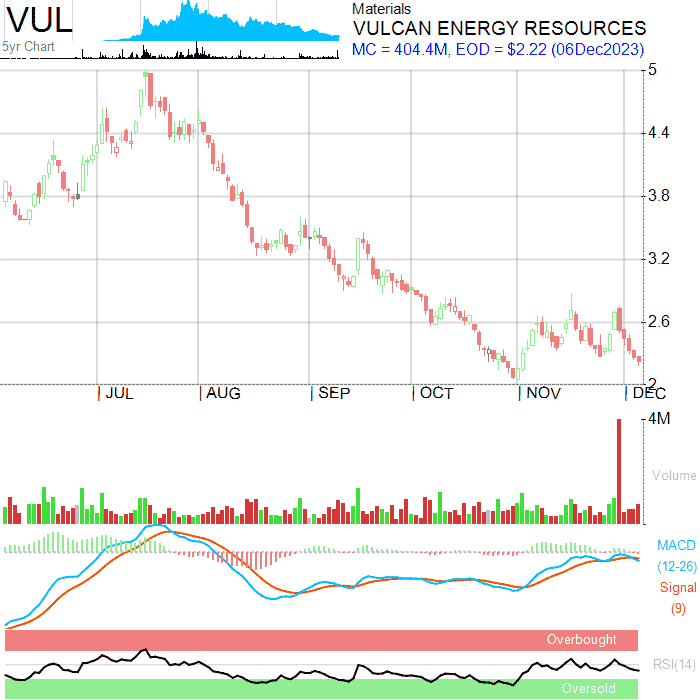 VUL
5yr Chart
Materials
VULCAN ENERGY RESOURCES
MC = 404.4M, EOD = $2.22 (06Dec2023)
5
4.4
3.8
3.2
2.6
2
JUL AUG SEP OCT NOV DEC
4M
Volume
MACD
(12-26)
Signal
(9)
Overbought
RSI(14)
Oversold